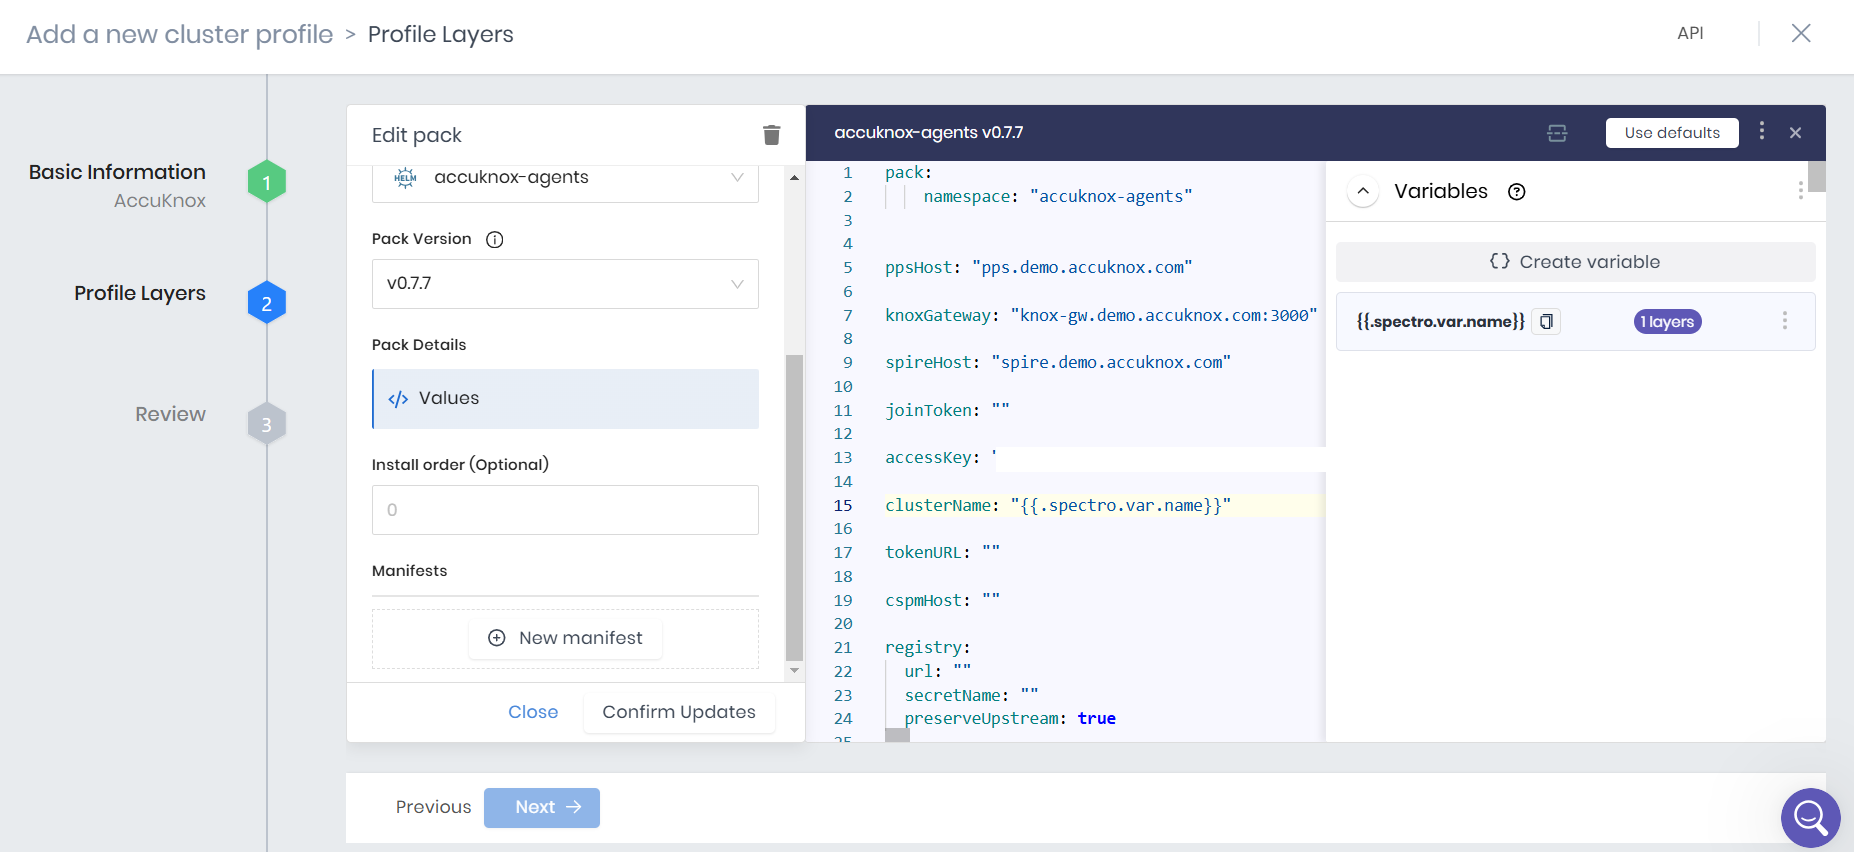 Add a new cluster profile > Profile Layers
API
Basic Information
AccuKnox
1
Profile Layers
2
Review
3
Edit pack
HELM accuknox-agents
Pack Version
v0.7.7
Pack Details
</> Values
Install order (Optional)
0
Manifests
New manifest
Close
Confirm Updates
accuknox-agents v0.7.7
Use defaults
1 pack:
2 namespace: "accuknox-agents"
3
4
5 ppsHost: "pps.demo.accuknox.com"
6
7 knoxGateway: "knox-gw.demo.accuknox.com:3000"
8
9 spireHost: "spire.demo.accuknox.com"
10
11 joinToken: ""
12
13 accessKey: '
14
15 clusterName: "{{.spectro.var.name}}"
16
17 tokenURL: ""
18
19 cspmHost: ""
20
21 registry:
22 url: ""
23 secretName: ""
24 preserveUpstream: true
25
Variables
{} Create variable
{{.spectro.var.name}}
1 layers
Previous
Next →